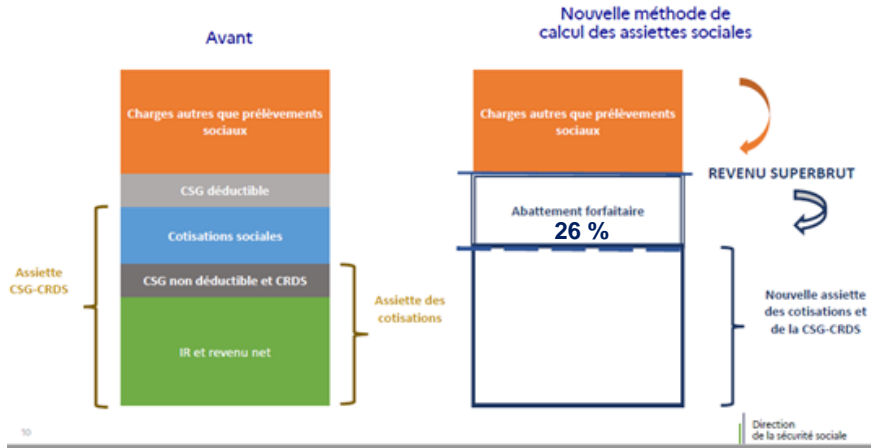 Avant
Nouvelle méthode de
calcul des assiettes sociales
Charges autres que prélèvements
sociaux
CSG déductible
Cotisations sociales
CSG non déductible et CRDS
IR et revenu net
Assiette
CSG-CRDS
Assiette des
cotisations
Charges autres que prélèvements
sociaux
REVENU SUPERBRUT
Abattement forfaitaire
26 %
Nouvelle assiette
des cotisations et
de la CSG-CRDS
10
Direction
de la sécurité sociale